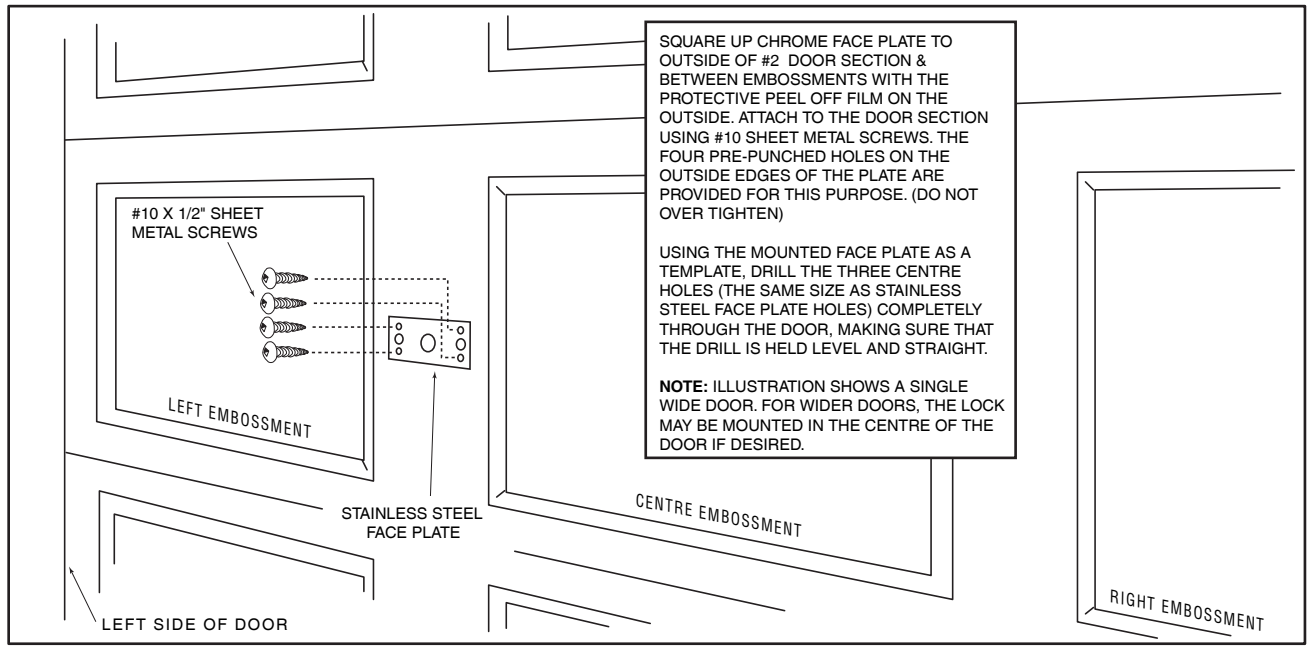 SQUARE UP CHROME FACE PLATE TO
OUTSIDE OF #2 DOOR SECTION &
BETWEEN EMBOSSMENTS WITH THE
PROTECTIVE PEEL OFF FILM ON THE
OUTSIDE. ATTACH TO THE DOOR SECTION
USING #10 SHEET METAL SCREWS. THE
FOUR PRE-PUNCHED HOLES ON THE
OUTSIDE EDGES OF THE PLATE ARE
PROVIDED FOR THIS PURPOSE. (DO NOT
OVER TIGHTEN)
USING THE MOUNTED FACE PLATE AS A
TEMPLATE, DRILL THE THREE CENTRE
HOLES (THE SAME SIZE AS STAINLESS
STEEL FACE PLATE HOLES) COMPLETELY
THROUGH THE DOOR, MAKING SURE THAT
THE DRILL IS HELD LEVEL AND STRAIGHT.
NOTE: ILLUSTRATION SHOWS A SINGLE
WIDE DOOR. FOR WIDER DOORS, THE LOCK
MAY BE MOUNTED IN THE CENTRE OF THE
DOOR IF DESIRED.
#10 X 1/2" SHEET
METAL SCREWS
LEFT EMBOSSMENT
STAINLESS STEEL
FACE PLATE
CENTRE EMBOSSMENT
RIGHT EMBOSSMENT
LEFT SIDE OF DOOR